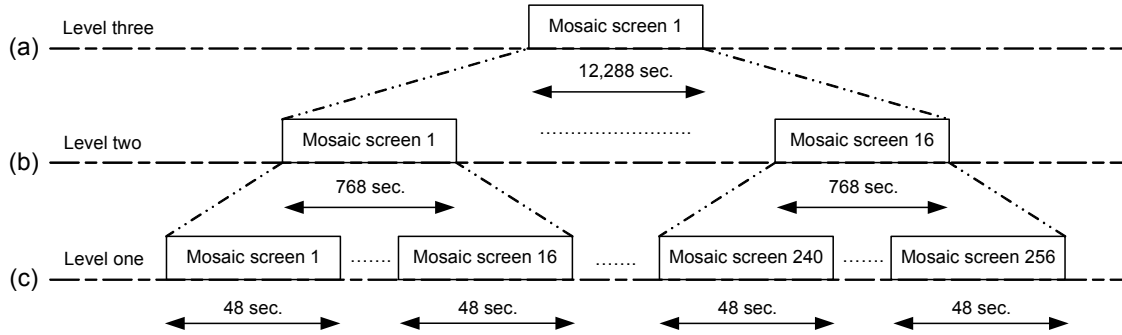 Level three
Mosaic screen 1
(a)
12,288 sec.
Level two
Mosaic screen 1
Mosaic screen 16
(b)
768 sec.
768 sec.
Level one
Mosaic screen 1
Mosaic screen 16
Mosaic screen 240
Mosaic screen 256
(c)
48 sec.
48 sec.
48 sec.
48 sec.